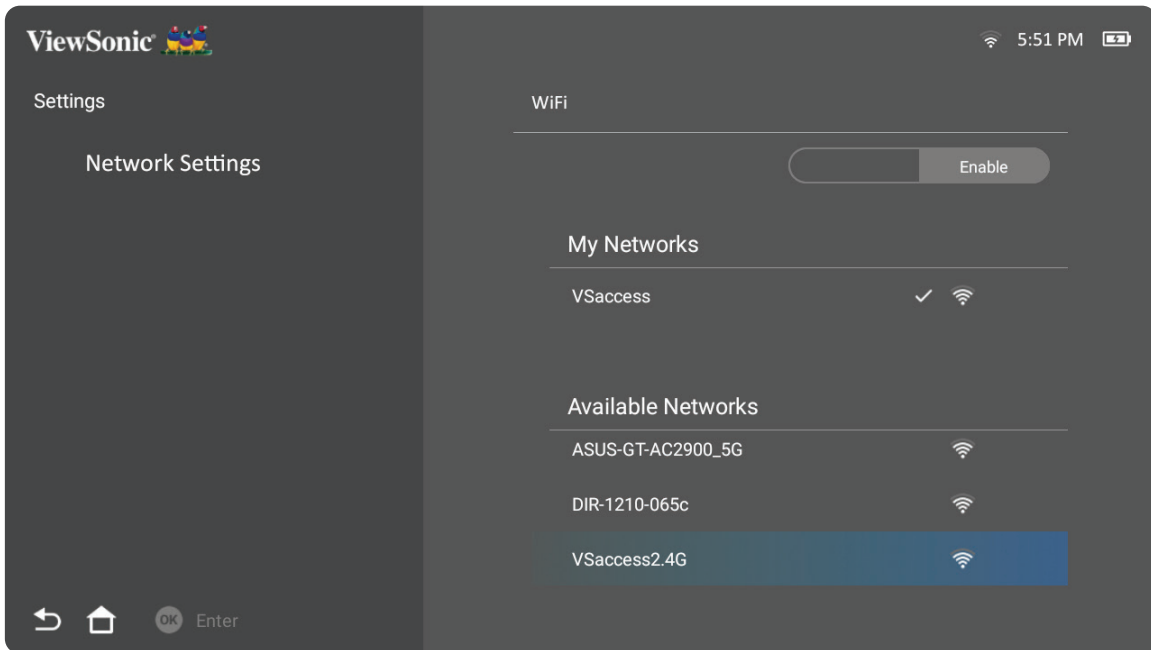 ViewSonic®
5:51 PM
Settings
Network Settings
WiFi
Enable
My Networks
VSaccess
Available Networks
ASUS-GT-AC2900_5G
DIR-1210-065c
VSaccess2.4G
OK Enter